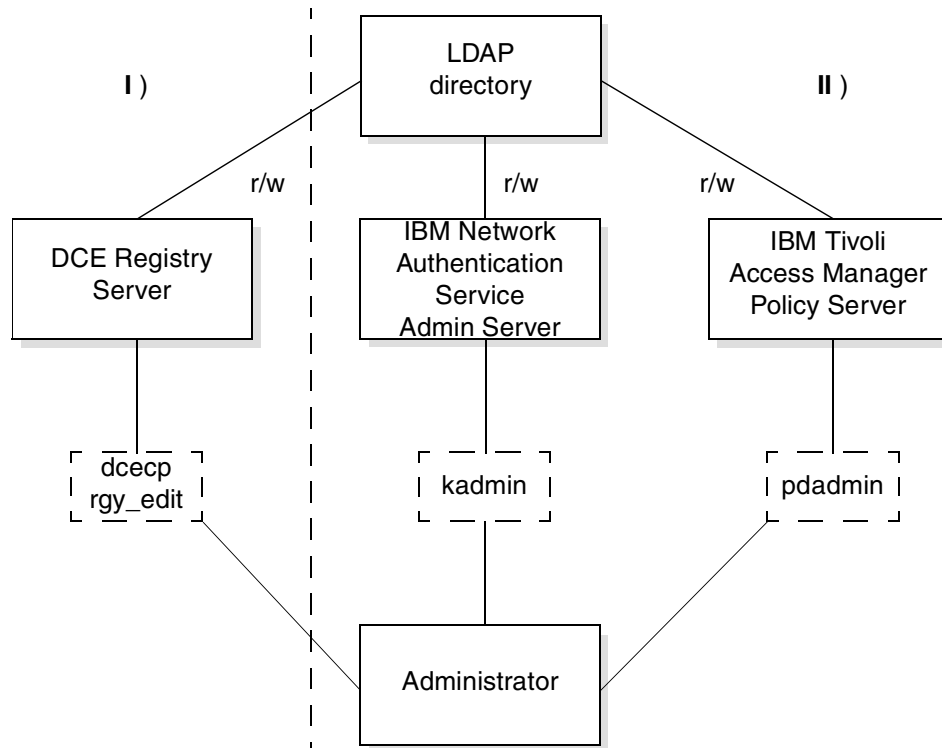 LDAP
directory
I )
II )
r/w
r/w
r/w
DCE Registry
Server
IBM Network
Authentication
Service
Admin Server
IBM Tivoli
Access Manager
Policy Server
dcecp
rgy_edit
kadmin
pdadmin
Administrator